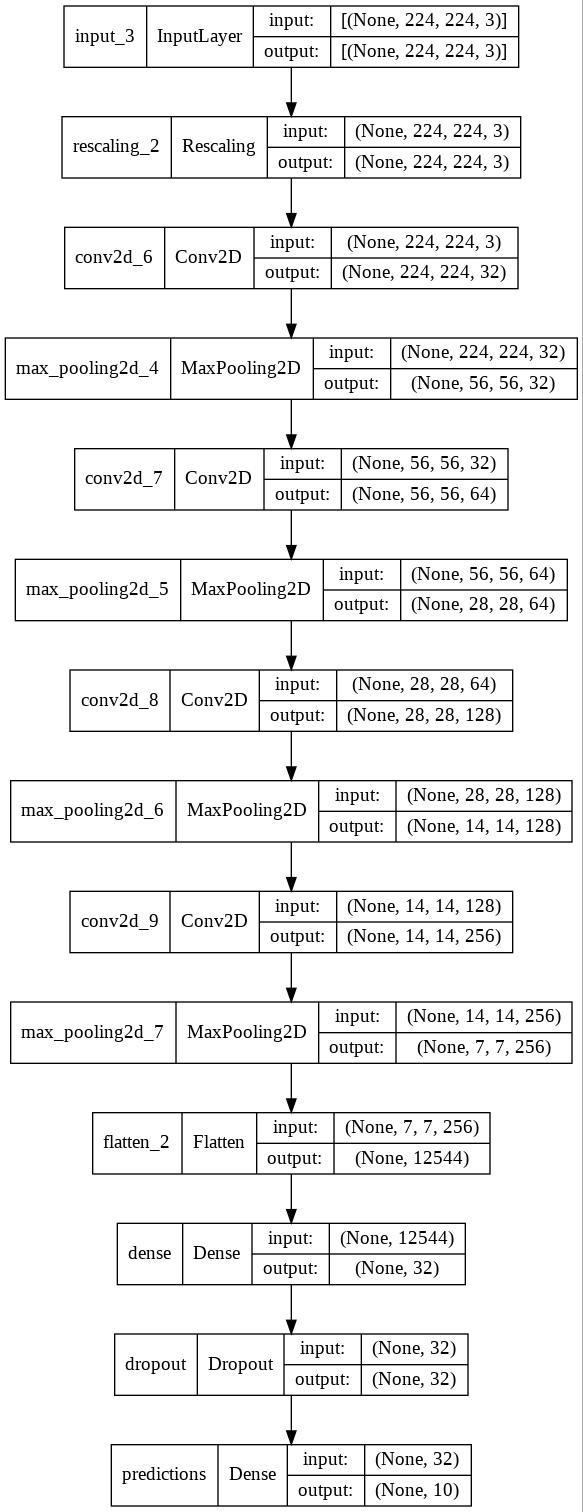 input_3 InputLayer input: [(None, 224, 224, 3)]
output: [(None, 224, 224, 3)]
rescaling_2 Rescaling input: (None, 224, 224, 3)
output: (None, 224, 224, 3)
conv2d_6 Conv2D input: (None, 224, 224, 3)
output: (None, 224, 224, 32)
max_pooling2d_4 MaxPooling2D input: (None, 224, 224, 32)
output: (None, 56, 56, 32)
conv2d_7 Conv2D input: (None, 56, 56, 32)
output: (None, 56, 56, 64)
max_pooling2d_5 MaxPooling2D input: (None, 56, 56, 64)
output: (None, 28, 28, 64)
conv2d_8 Conv2D input: (None, 28, 28, 64)
output: (None, 28, 28, 128)
max_pooling2d_6 MaxPooling2D input: (None, 28, 28, 128)
output: (None, 14, 14, 128)
conv2d_9 Conv2D input: (None, 14, 14, 128)
output: (None, 14, 14, 256)
max_pooling2d_7 MaxPooling2D input: (None, 14, 14, 256)
output: (None, 7, 7, 256)
flatten_2 Flatten input: (None, 7, 7, 256)
output: (None, 12544)
dense Dense input: (None, 12544)
output: (None, 32)
dropout Dropout input: (None, 32)
output: (None, 32)
predictions Dense input: (None, 32)
output: (None, 10)